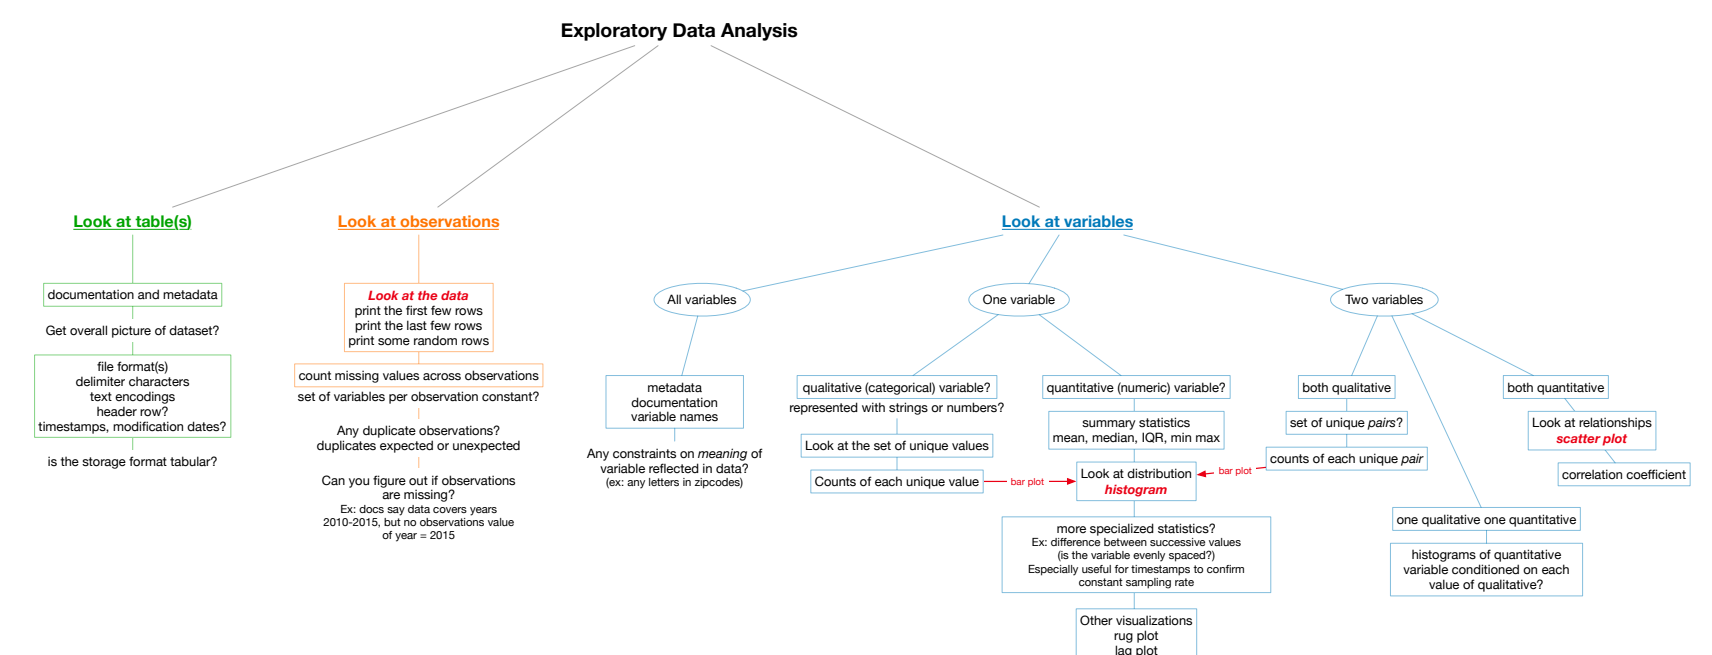 Exploratory Data Analysis
Look at table(s)
documentation and metadata
Get overall picture of dataset?
file format(s)
delimiter characters
text encodings
header row?
timestamps, modification dates?
is the storage format tabular?
Look at observations
Look at the data
print the first few rows
print the last few rows
print some random rows
count missing values across observations
set of variables per observation constant?
Any duplicate observations?
duplicates expected or unexpected
Can you figure out if observations
are missing?
Ex: docs say data covers years
2010-2015, but no observations value
of year = 2015
Look at variables
All variables
metadata
documentation
variable names
Any constraints on meaning of
variable reflected in data?
(ex: any letters in zipcodes)
One variable
qualitative (categorical) variable?
represented with strings or numbers?
Look at the set of unique values
Counts of each unique value
bar plot
quantitative (numeric) variable?
summary statistics
mean, median, IQR, min max
Look at distribution
histogram
more specialized statistics?
Ex: difference between successive values
(is the variable evenly spaced?)
Especially useful for timestamps to confirm
constant sampling rate
Other visualizations
rug plot
lag plot
Two variables
both qualitative
set of unique pairs?
counts of each unique pair
bar plot
one qualitative one quantitative
histograms of quantitative
variable conditioned on each
value of qualitative?
both quantitative
Look at relationships
scatter plot
correlation coefficient